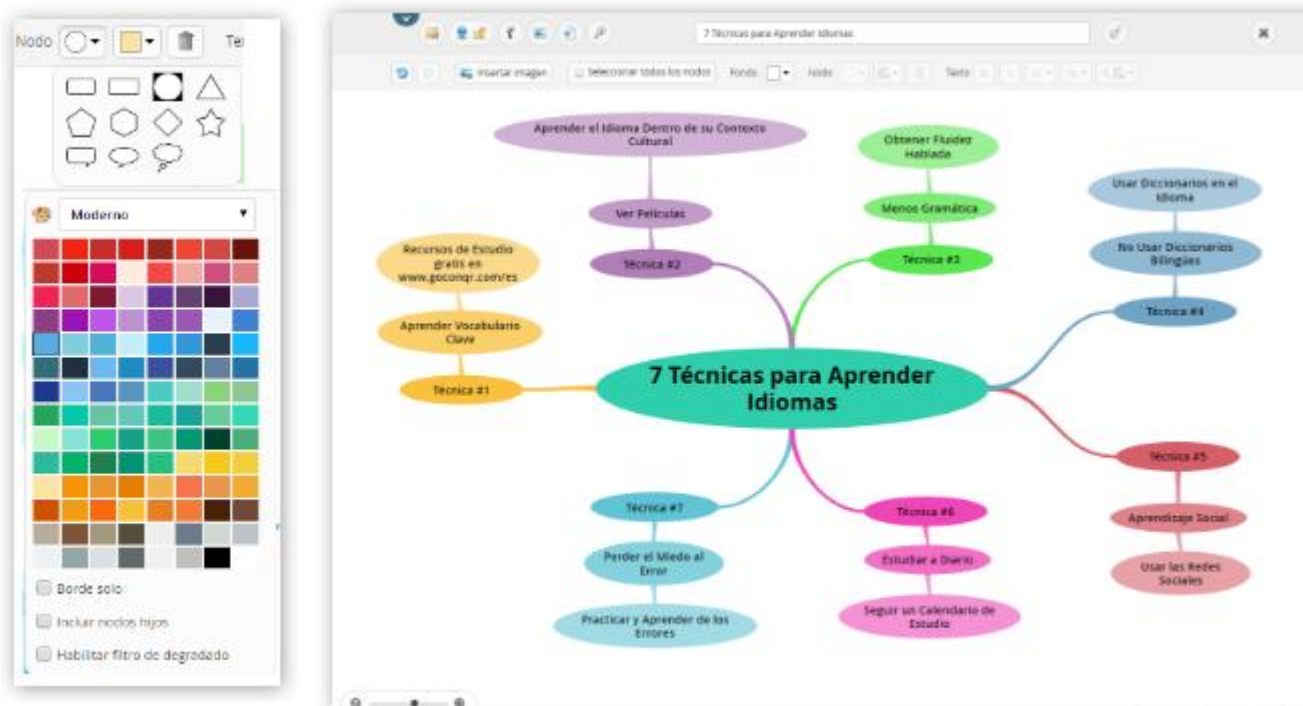 Nodo
Moderno
Borde solo
Incluir nodos hijos
Habilitar filtro de degradado
7 Técnicas para Aprender Idiomas
Insertar imagen
Seleccionar todos los nodos
Fondo
Nodo
Texto
Aprender el Idioma Dentro de su Contexto
Cultural
Ver Películas
Técnica #2
Obtener Fluidez
Hablada
Menos Gramática
Técnica #3
Usar Diccionarios en el
Idioma
No Usar Diccionarios
Bilingües
Técnica #4
Recursos de Estudio
gratis en
www.goconqr.com/es
Aprender Vocabulario
Clave
Técnica #1
7 Técnicas para Aprender
Idiomas
Técnica #5
Aprendizaje Social
Usar las Redes
Sociales
Técnica #7
Perder el Miedo al
Error
Practicar y Aprender de los
Errores
Técnica #6
Estudiar a Diario
Seguir un Calendario de
Estudio